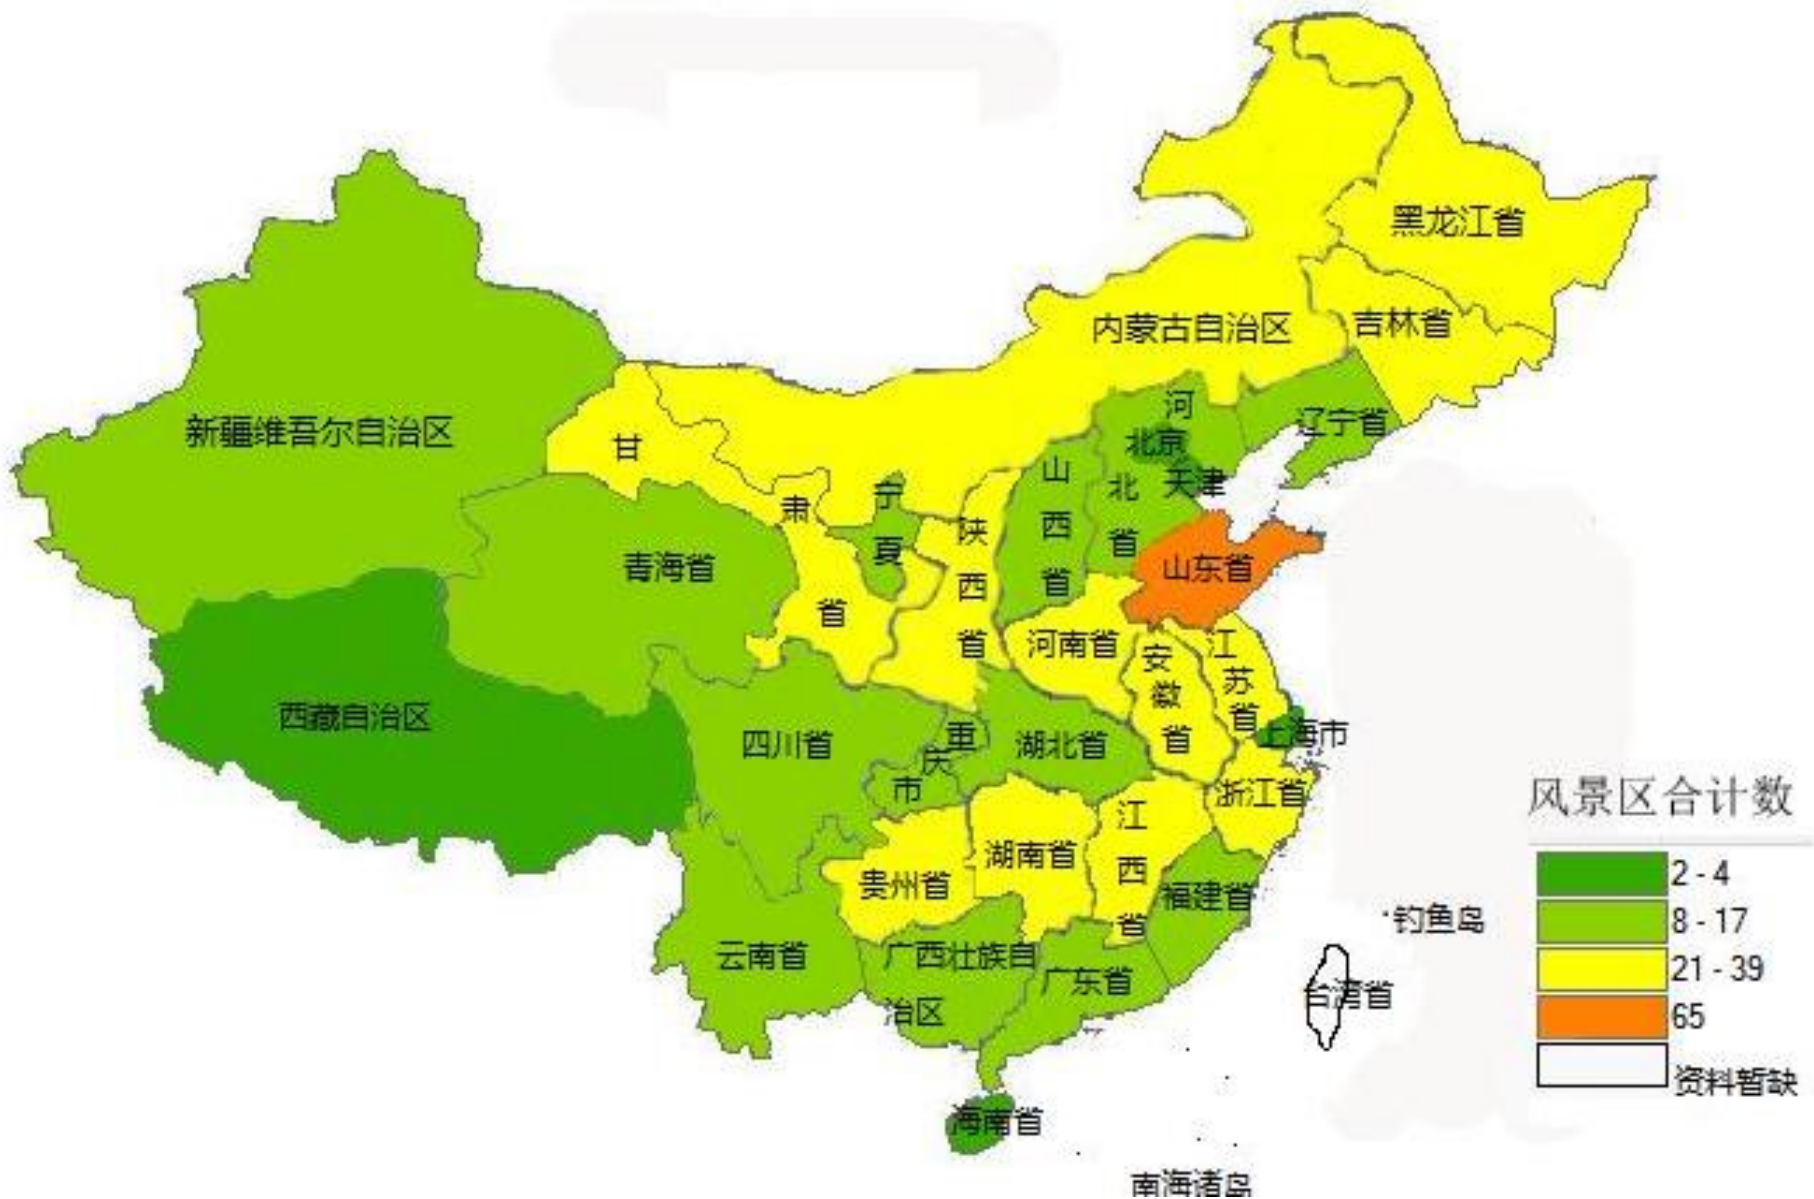 黑龙江省
内蒙古自治区
吉林省
新疆维吾尔自治区
甘肃省
辽宁省
河北省
北京
天津
山西省
宁夏
陕西省
青海省
山东省
河南省
安徽省
江苏省
上海市
西藏自治区
四川省
重庆市
湖北省
浙江省
江西省
湖南省
贵州省
福建省
云南省
广西壮族自
治区
广东省
钓鱼岛
台湾省
海南省
南海诸岛
风景区合计数
2 - 4
8 - 17
21 - 39
65
资料暂缺